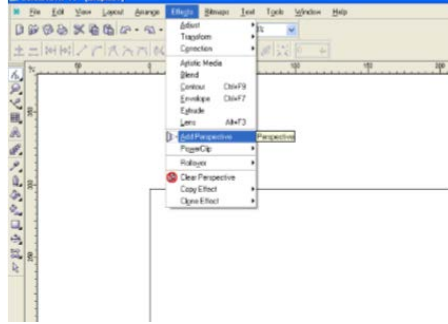 File Edit View Layout Arrange Effects Bitmaps Text Tools Window Help
Adjust
Transform
Correction
Artistic Media
Blend
Contour Ctrl+F9
Envelope Ctrl+F7
Extrude
Lens Alt+F3
Add Perspective Perspective
PowerClip
Rollover
Clear Perspective
Copy Effect
Clone Effect